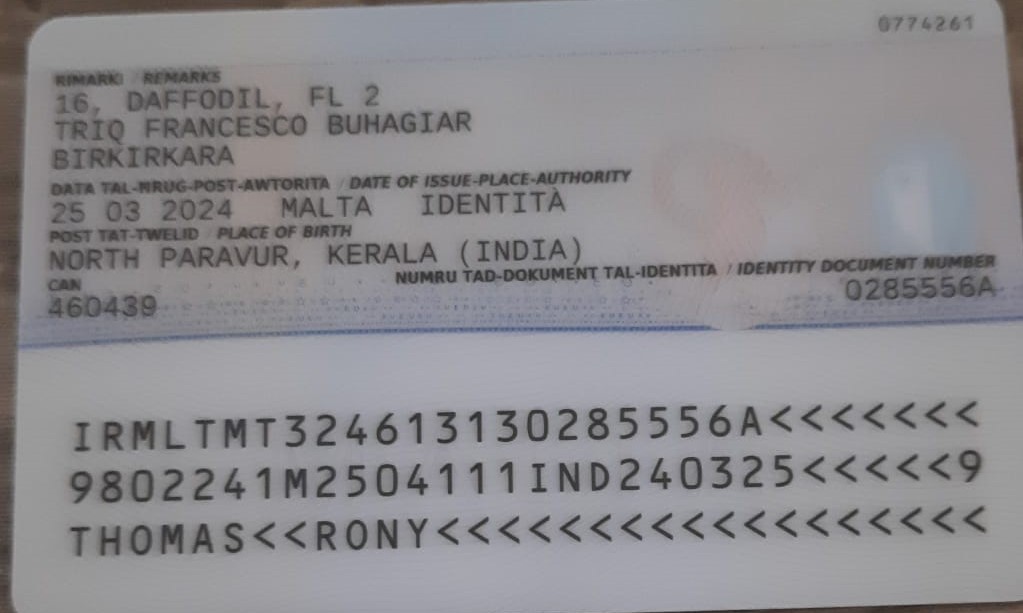 0774261
RIMARKI / REMARKS
16, DAFFODIL, FL 2
TRIQ FRANCESCO BUHAGIAR
BIRKIRKARA
DATA TAL-ĦRUG-POST-AWTORITA / DATE OF ISSUE-PLACE-AUTHORITY
25 03 2024 MALTA IDENTITÀ
POST TAT-TWELID / PLACE OF BIRTH
NORTH PARAVUR, KERALA (INDIA)
NUMRU TAD-DOKUMENT TAL-IDENTITA / IDENTITY DOCUMENT NUMBER
CAN
460439 0285556A
IRMLTMT324613130285556A<<<<<<<
9802241M2504111IND240325<<<<<9
THOMAS<<RONY<<<<<<<<<<<<<<<<<<